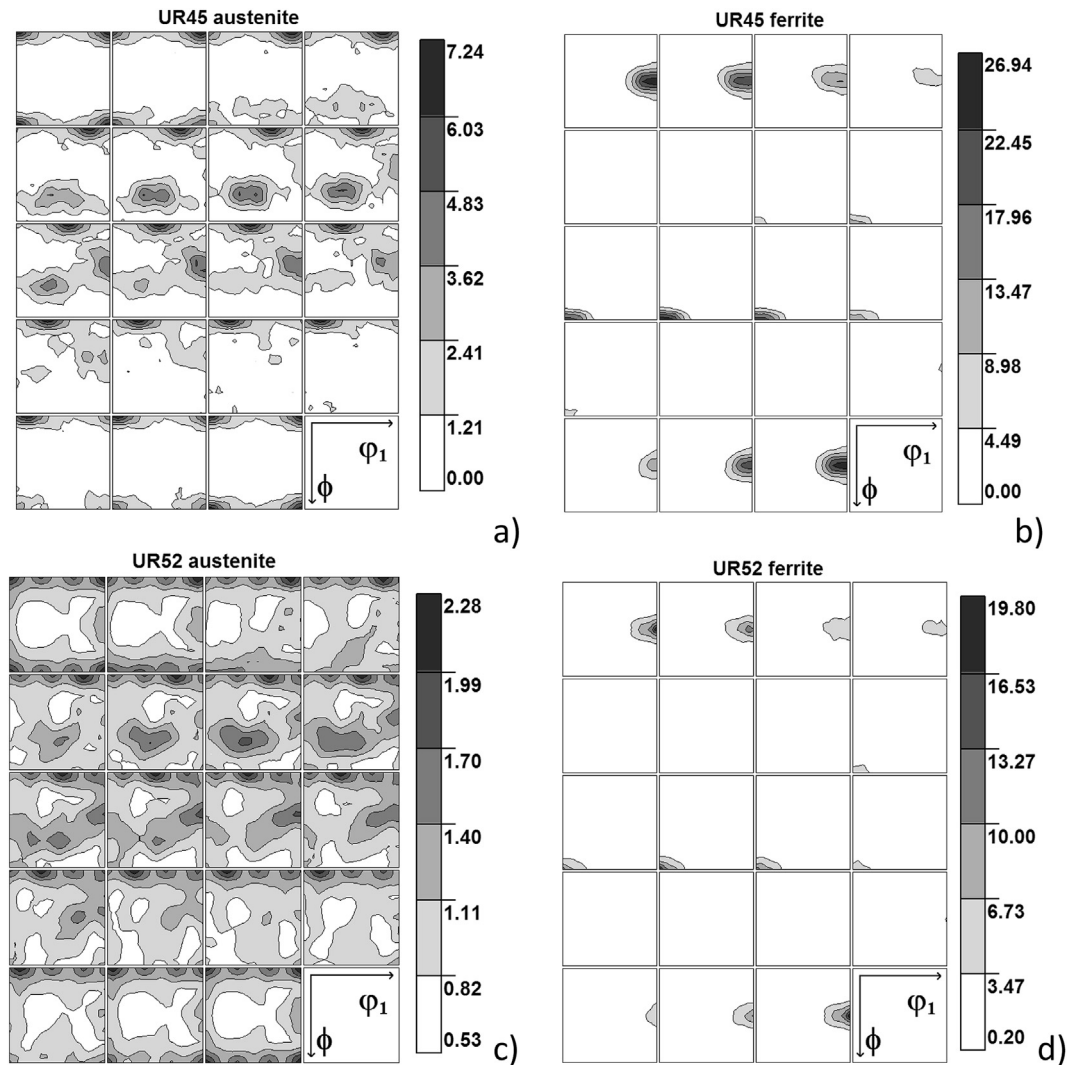 UR45 austenite
7.24
6.03
4.83
3.62
2.41
1.21
0.00
φ1
ϕ
a)
UR45 ferrite
26.94
22.45
17.96
13.47
8.98
4.49
0.00
φ1
ϕ
b)
UR52 austenite
2.28
1.99
1.70
1.40
1.11
0.82
0.53
φ1
ϕ
c)
UR52 ferrite
19.80
16.53
13.27
10.00
6.73
3.47
0.20
φ1
ϕ
d)